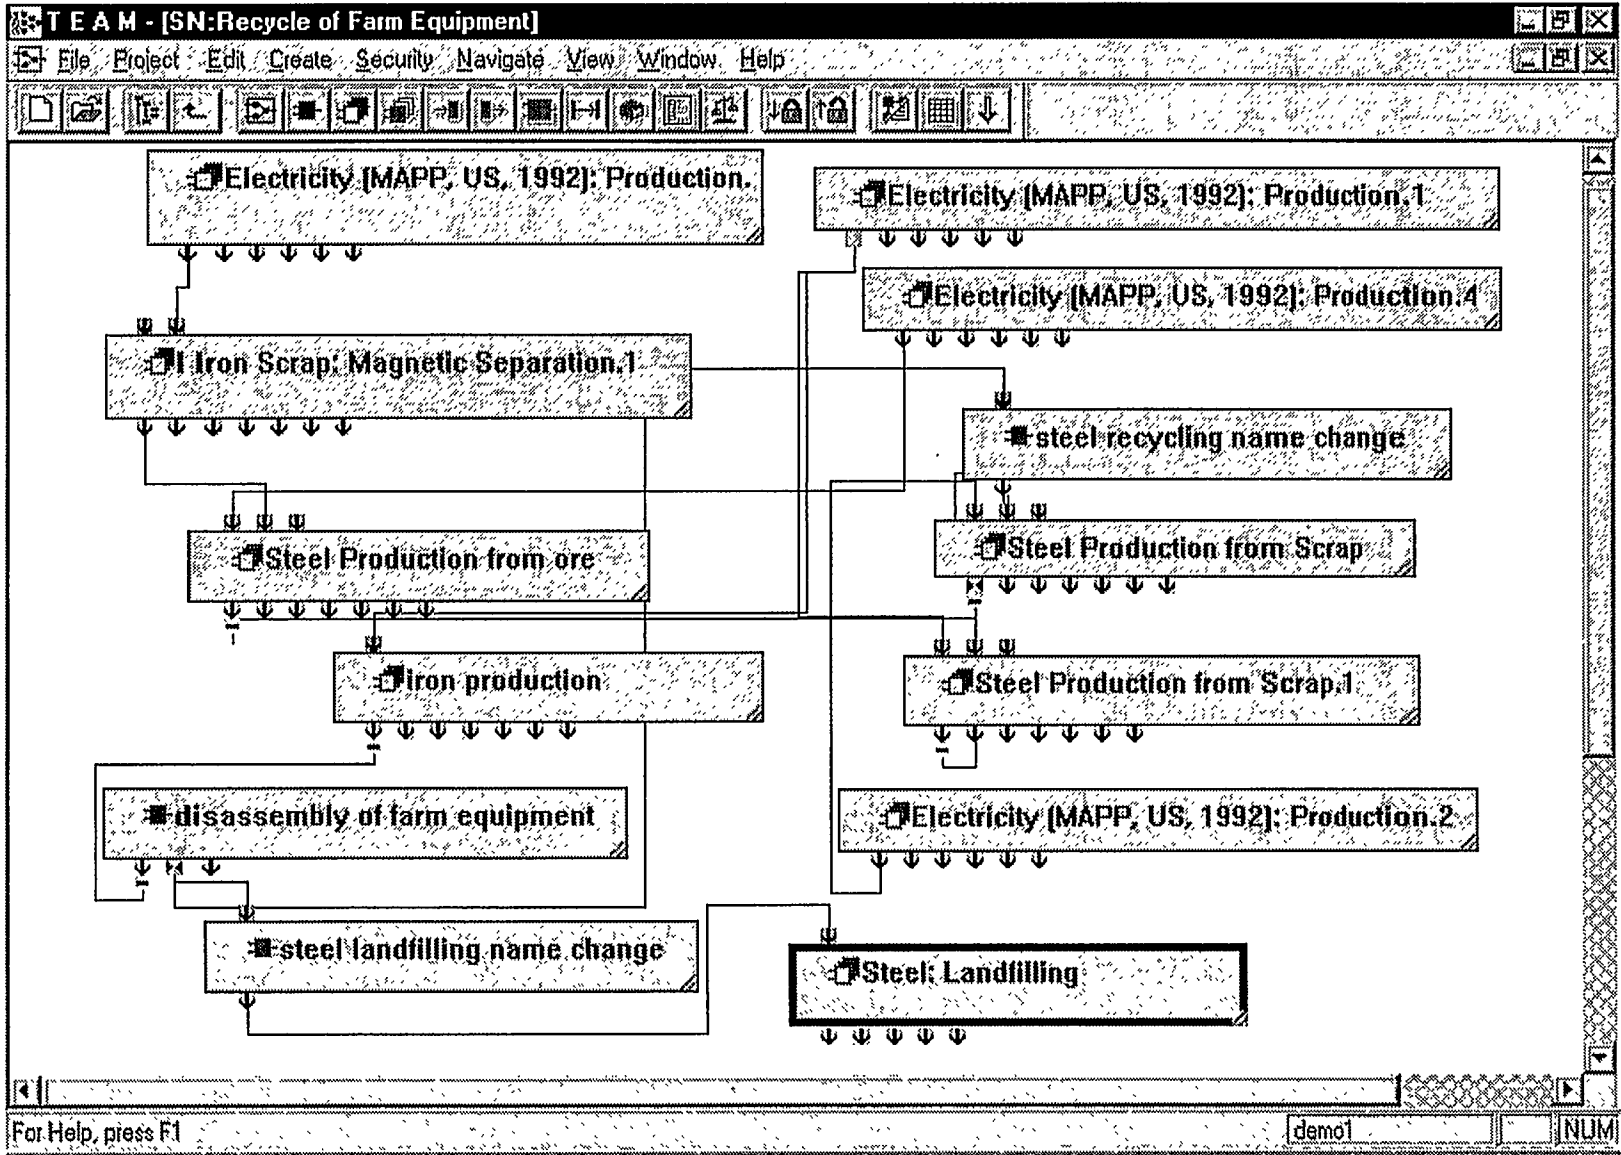 T E A M - [SN:Recycle of Farm Equipment]
File Project Edit Create Security Navigate View Window Help
Electricity (MAPP, US, 1992): Production.
Electricity (MAPP, US, 1992): Production.1
Electricity (MAPP, US, 1992): Production.4
I Iron Scrap: Magnetic Separation.1
steel recycling name change
Steel Production from ore
Steel Production from Scrap
iron production
Steel Production from Scrap.1
disassembly of farm equipment
Electricity (MAPP, US, 1992): Production.2
steel landfilling name change
Steel: Landfilling
For Help, press F1
demo1
NUM